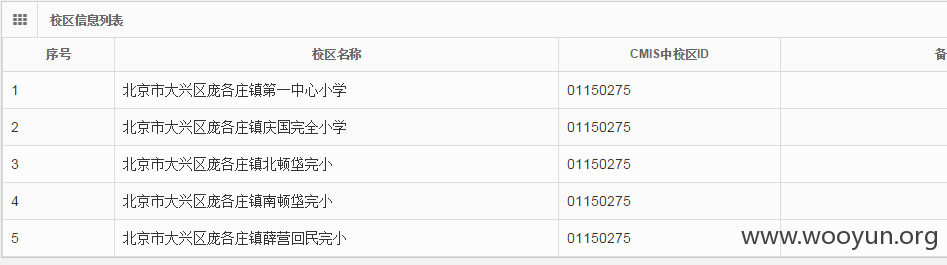 校区信息列表
序号 校区名称 CMIS中校区ID 备
1 北京市大兴区庞各庄镇第一中心小学 01150275
2 北京市大兴区庞各庄镇庆国完全小学 01150275
3 北京市大兴区庞各庄镇北顿垡完小 01150275
4 北京市大兴区庞各庄镇南顿垡完小 01150275
5 北京市大兴区庞各庄镇薛营回民完小 01150275
www.wooyun.org